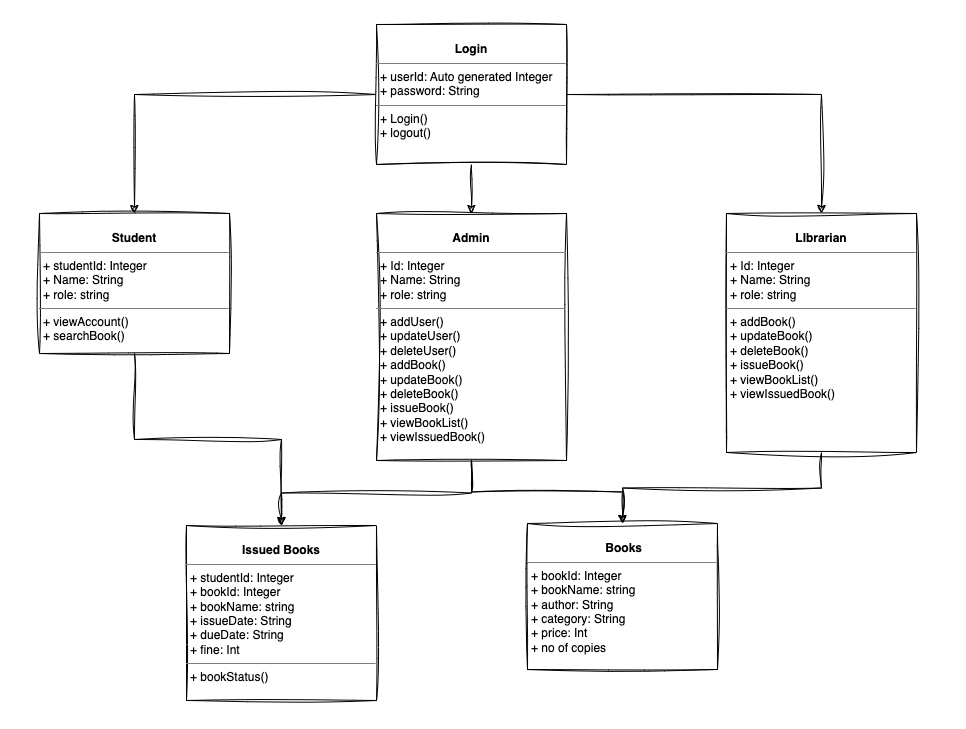 Login
+ userId: Auto generated Integer
+ password: String
+ Login()
+ logout()
Student
+ studentId: Integer
+ Name: String
+ role: string
+ viewAccount()
+ searchBook()
Admin
+ Id: Integer
+ Name: String
+ role: string
+ addUser()
+ updateUser()
+ deleteUser()
+ addBook()
+ updateBook()
+ deleteBook()
+ issueBook()
+ viewBookList()
+ viewIssuedBook()
LIbrarian
+ Id: Integer
+ Name: String
+ role: string
+ addBook()
+ updateBook()
+ deleteBook()
+ issueBook()
+ viewBookList()
+ viewIssuedBook()
Issued Books
+ studentId: Integer
+ bookId: Integer
+ bookName: string
+ issueDate: String
+ dueDate: String
+ fine: Int
+ bookStatus()
Books
+ bookId: Integer
+ bookName: string
+ author: String
+ category: String
+ price: Int
+ no of copies